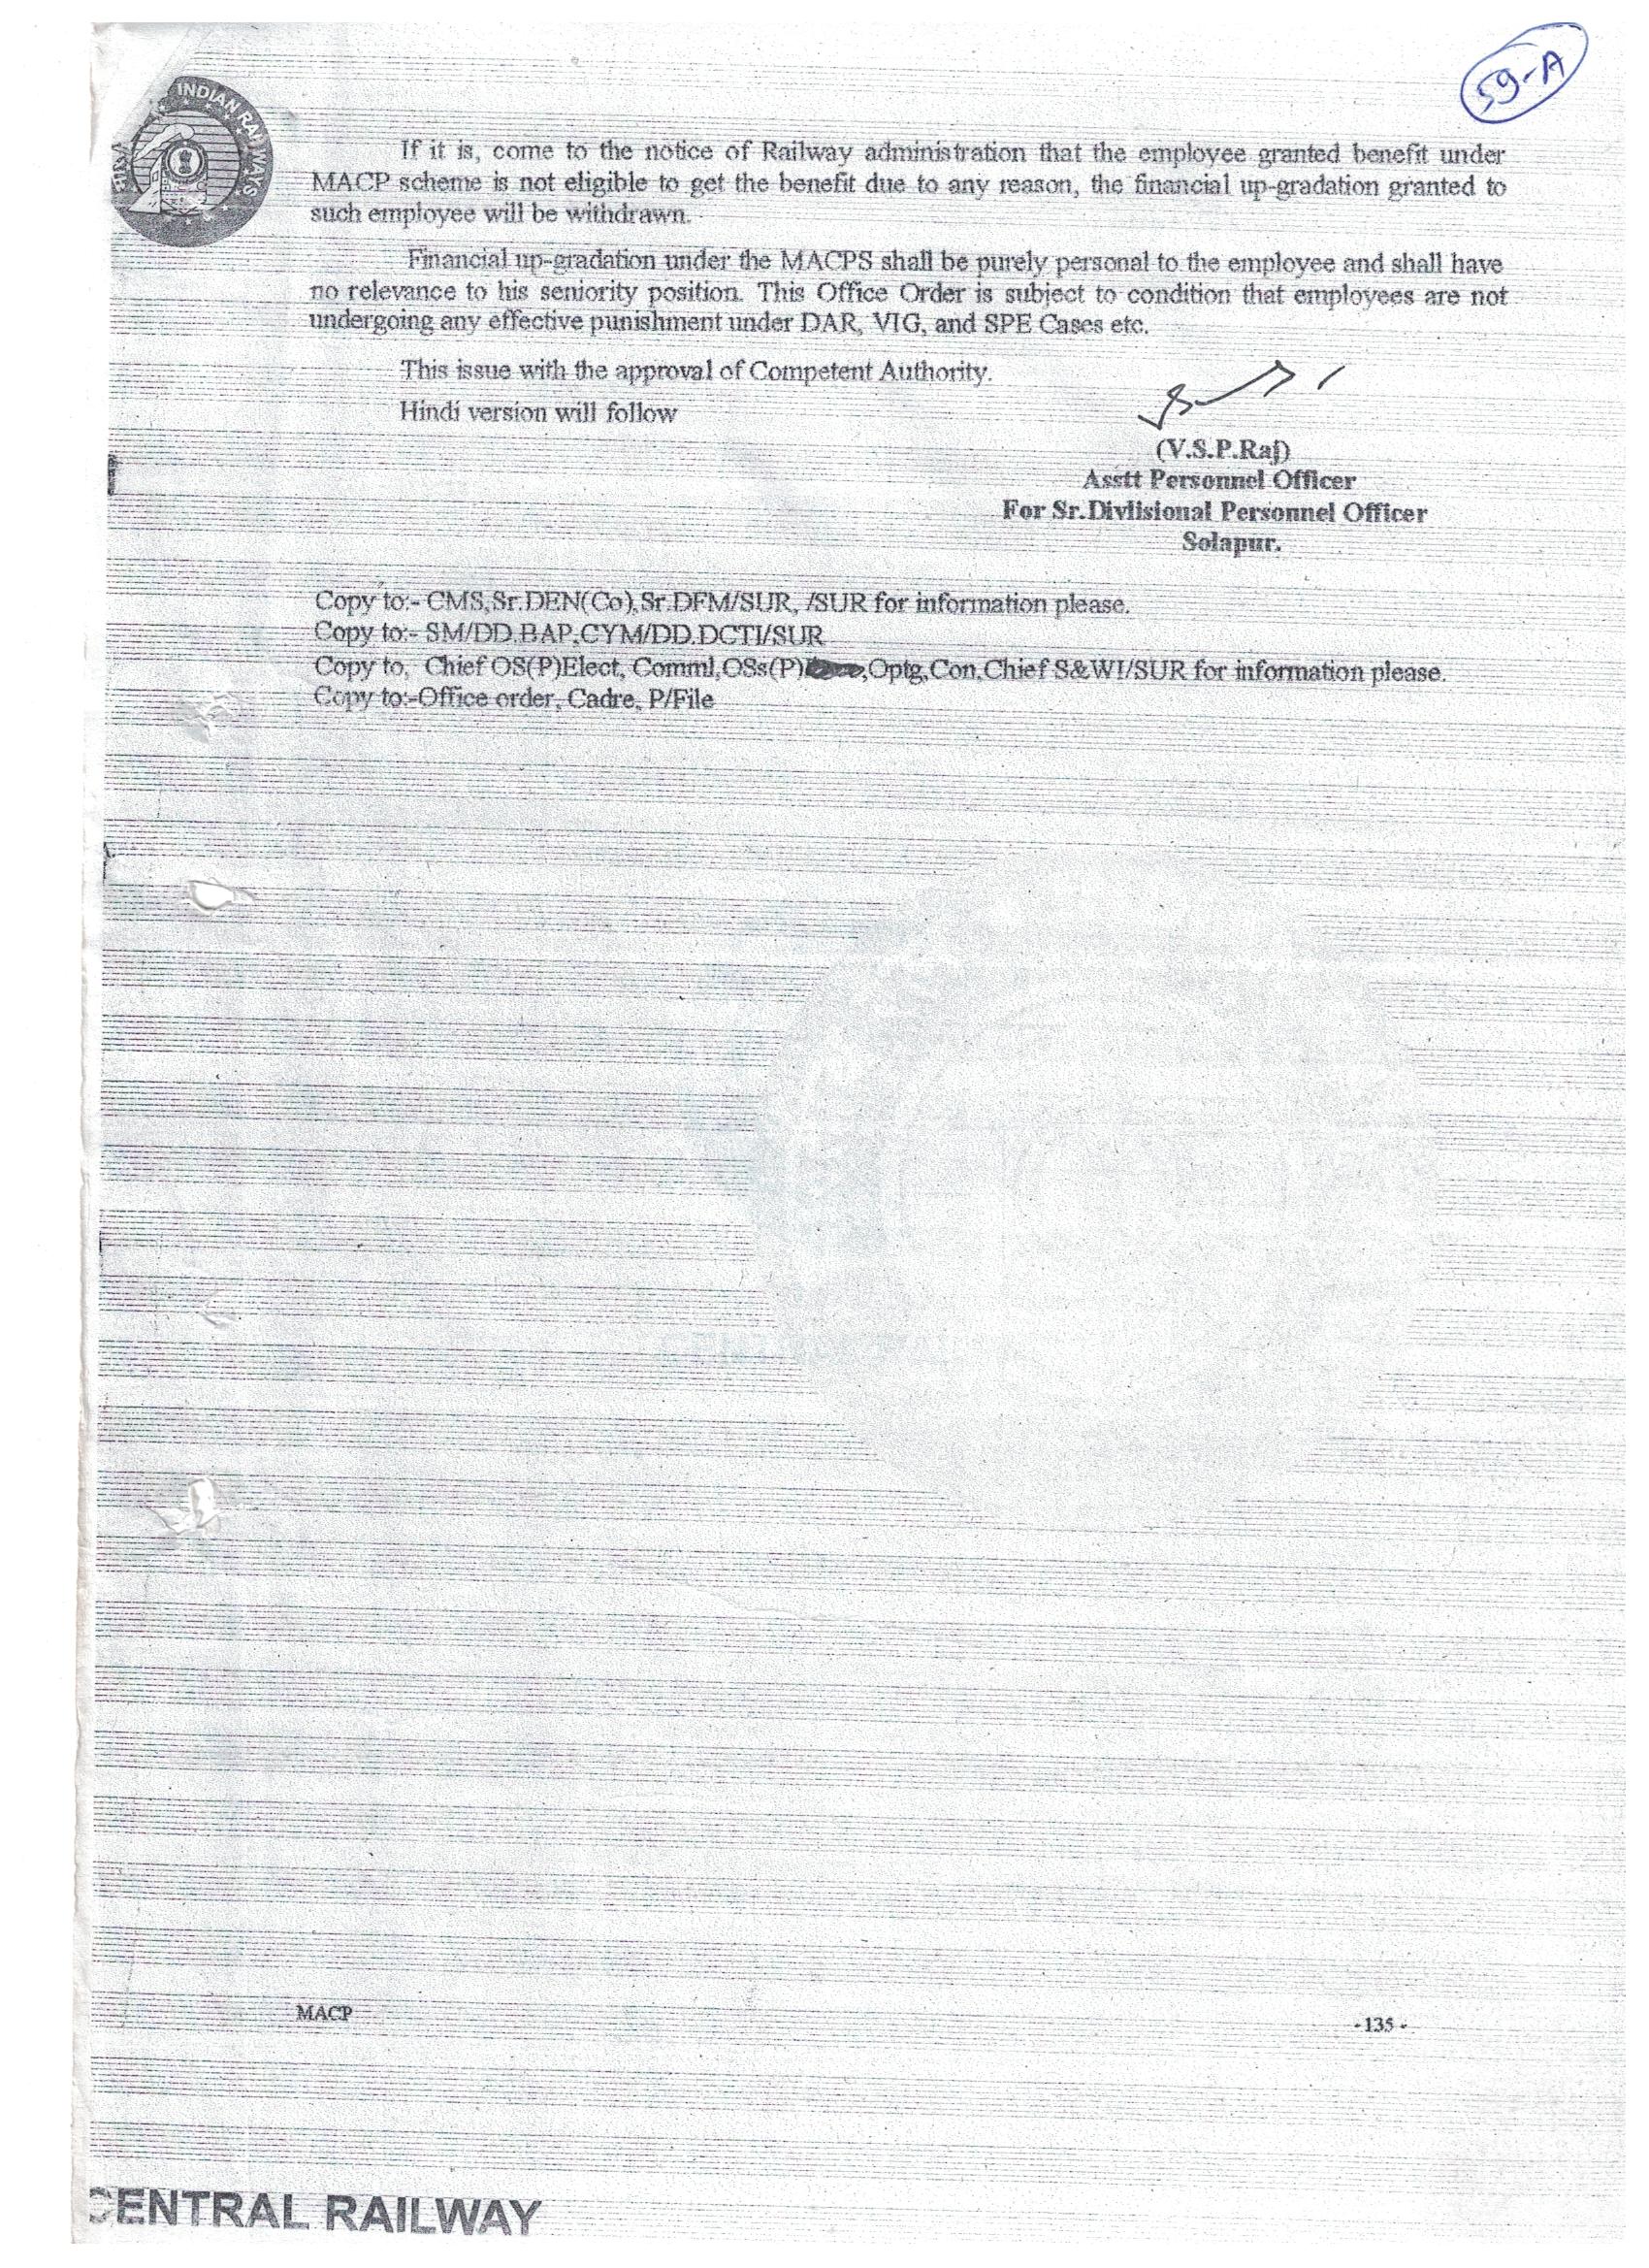 59-A
INDIAN RAILWAYS
If it is, come to the notice of Railway administration that the employee granted benefit under
MACP scheme is not eligible to get the benefit due to any reason, the financial up-gradation granted to
such employee will be withdrawn.
Financial up-gradation under the MACPS shall be purely personal to the employee and shall have
no relevance to his seniority position. This Office Order is subject to condition that employees are not
undergoing any effective punishment under DAR, VIG, and SPE Cases etc.
This issue with the approval of Competent Authority.
Hindi version will follow
(V.S.P.Raj)
Asstt Personnel Officer
For Sr.Divlisional Personnel Officer
Solapur.
Copy to:- CMS,Sr.DEN(Co),Sr.DFM/SUR, /SUR for information please.
Copy to:- SM/DD.BAP,CYM/DD.DCTI/SUR
Copy to, Chief OS(P)Elect, Comml,OSs(P) ,Optg,Con,Chief S&WI/SUR for information please.
Copy to:-Office order, Cadre, P/File
MACP
-135-
CENTRAL RAILWAY